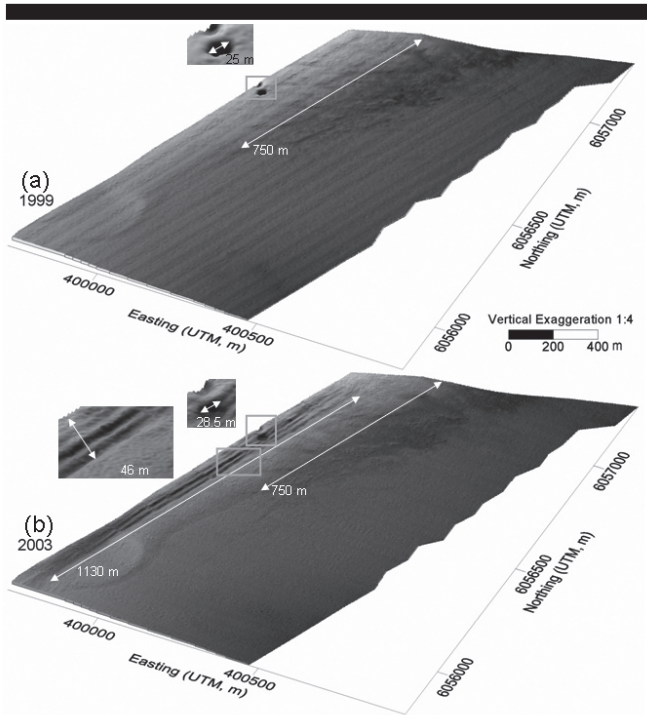 25 m
750 m
(a)
1999
6057000
6056500
6056000
Northing (UTM, m)
400000
400500
Easting (UTM, m)
Vertical Exaggeration 1:4
0 200 400 m
28.5 m
46 m
750 m
(b)
2003
1130 m
6057000
6056500
6056000
Northing (UTM, m)
400000
400500
Easting (UTM, m)